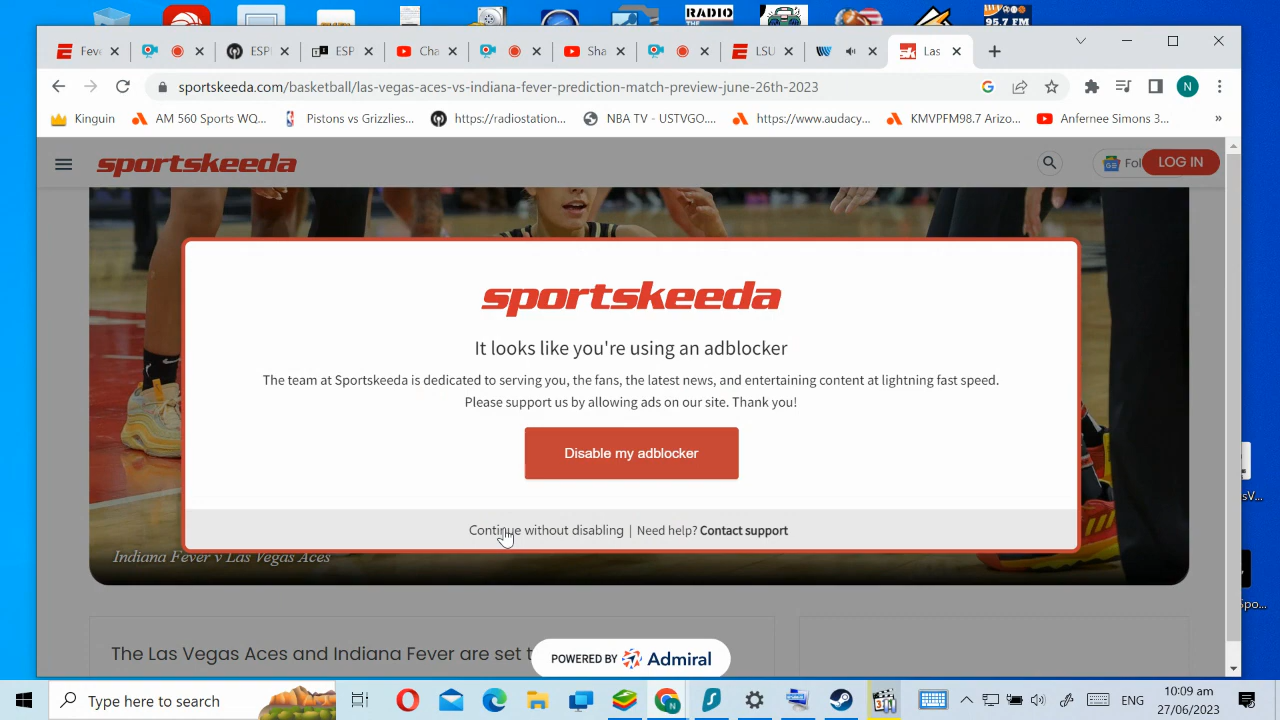 RADIO
THE
95.7 FM
Feve
ESPI
ESP
Cha
Sha
LSU
Las
sportskeeda.com/basketball/las-vegas-aces-vs-indiana-fever-prediction-match-preview-june-26th-2023
N
Kinguin
AM 560 Sports WQ...
Pistons vs Grizzlies...
https://radiostation...
NBA TV - USTVGO....
https://www.audacy...
KMVPFM98.7 Arizo...
Anfernee Simons 3...
»
sportskeeda
Fol
LOG IN
sportskeeda
It looks like you're using an adblocker
The team at Sportskeeda is dedicated to serving you, the fans, the latest news, and entertaining content at lightning fast speed.
Please support us by allowing ads on our site. Thank you!
Disable my adblocker
Continue without disabling | Need help? Contact support
Indiana Fever v Las Vegas Aces
The Las Vegas Aces and Indiana Fever are set t
POWERED BY Admiral
sV...
Spo...
Type here to search
ENG
10:09 am
27/06/2023